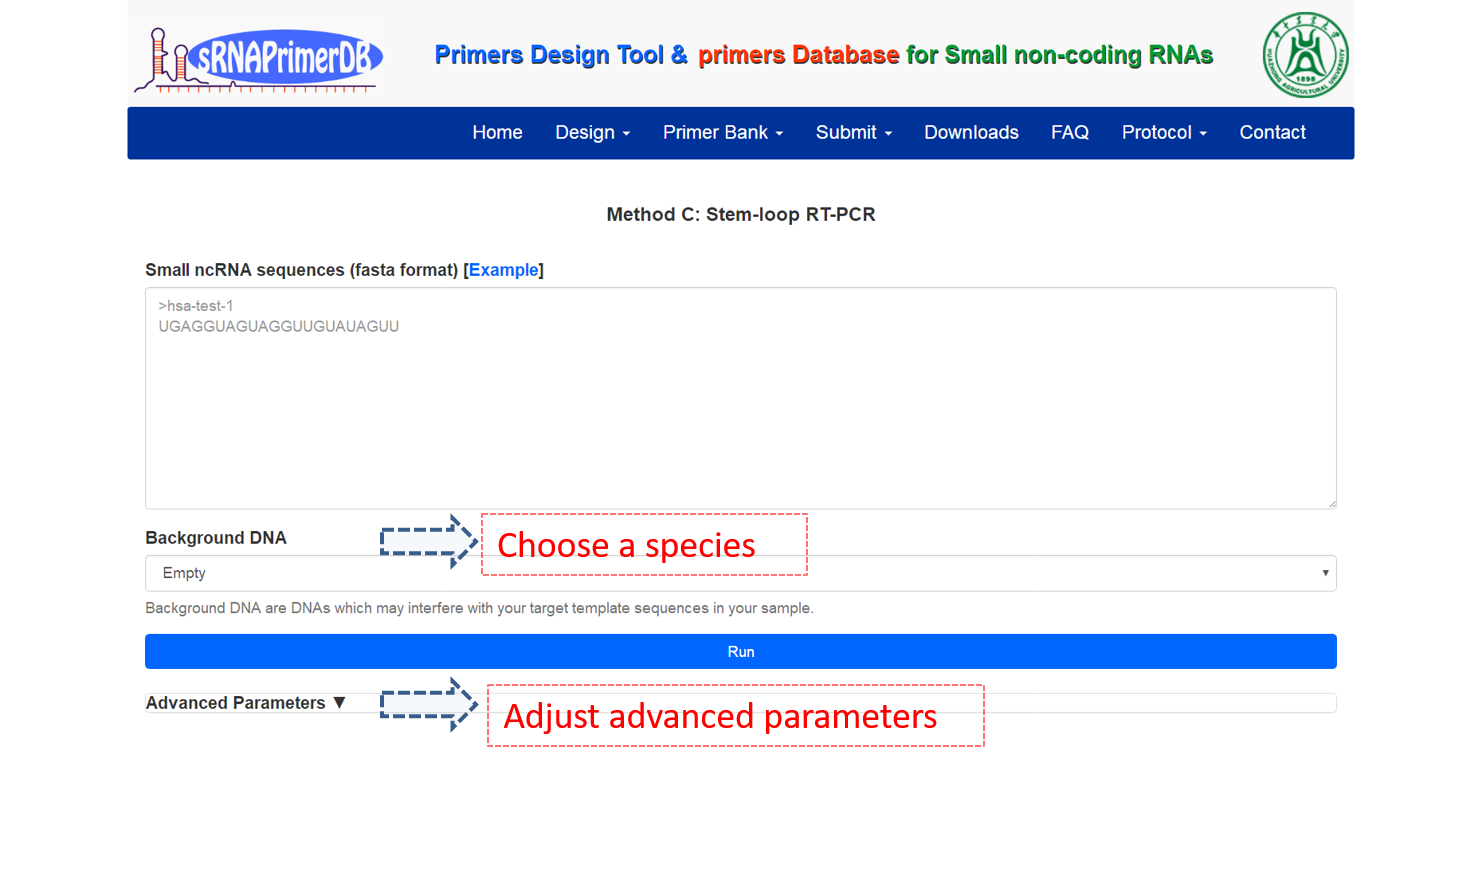 sRNAPrimerDB
Primers Design Tool & primers Database for Small non-coding RNAs
HUAZHONG AGRICULTURAL UNIVERSITY
1898
Home Design Primer Bank Submit Downloads FAQ Protocol Contact
Method C: Stem-loop RT-PCR
Small ncRNA sequences (fasta format) [Example]
>hsa-test-1
UGAGGUAGUAGGUUGUAUAGUU
Background DNA
Choose a species
Empty
Background DNA are DNAs which may interfere with your target template sequences in your sample.
Run
Advanced Parameters ▼
Adjust advanced parameters